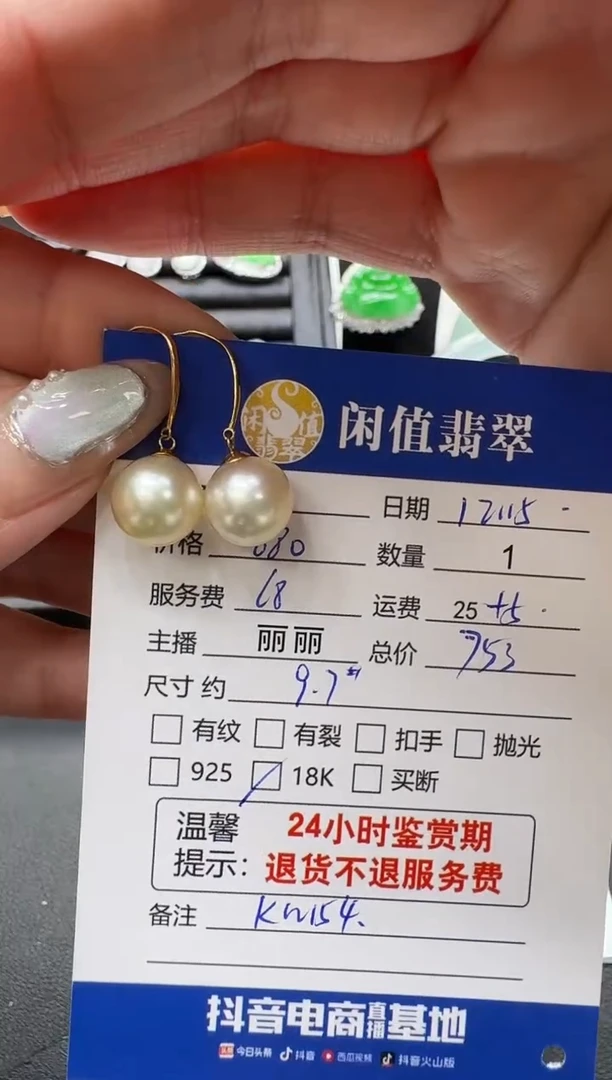 闲值翡翠
闲值
翡翠
日期 12.15
价格 680 数量 1
服务费 68 运费 25+5
主播 丽丽 总价 753
尺寸 约 9.7
有纹 有裂 扣手 抛光
925 18K 买断
温馨 24小时鉴赏期
提示：退货不退服务费
备注
抖音电商直播基地
头条 今日头条 抖音 西瓜视频 抖音火山版